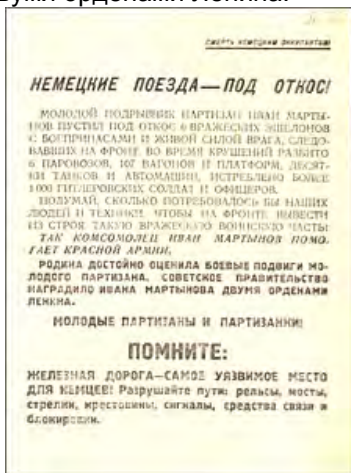 двумя орденами Ленина.
СМЕРТЬ НЕМЕЦКИМ ОККУПАНТАМ!
НЕМЕЦКИЕ ПОЕЗДА—ПОД ОТКОС!
МОЛОДОЙ ПОДРЫВНИК ПАРТИЗАН ИВАН МАРТЫ-
НОВ ПУСТИЛ ПОД ОТКОС 6 ВРАЖЕСКИХ ЭШЕЛОНОВ
С БОЕПРИПАСАМИ И ЖИВОЙ СИЛОЙ ВРАГА, СЛЕДО-
ВАВШИХ НА ФРОНТ. ВО ВРЕМЯ КРУШЕНИЙ РАЗБИТО
6 ПАРОВОЗОВ, 107 ВАГОНОВ И ПЛАТФОРМ, ДЕСЯТ-
КИ ТАНКОВ И АВТОМАШИН, ИСТРЕБЛЕНО БОЛЕЕ
1000 ГИТЛЕРОВСКИХ СОЛДАТ И ОФИЦЕРОВ.
ПОДУМАЙ, СКОЛЬКО ПОТРЕБОВАЛОСЬ БЫ НАШИХ
ЛЮДЕЙ И ТЕХНИКИ, ЧТОБЫ НА ФРОНТЕ ВЫВЕСТИ
ИЗ СТРОЯ ТАКУЮ ВРАЖЕСКУЮ ВОИНСКУЮ ЧАСТЬ!
ТАК КОМСОМОЛЕЦ ИВАН МАРТЫНОВ ПОМО-
ГАЕТ КРАСНОЙ АРМИИ.
РОДИНА ДОСТОЙНО ОЦЕНИЛА БОЕВЫЕ ПОДВИГИ МО-
ЛОДОГО ПАРТИЗАНА. СОВЕТСКОЕ ПРАВИТЕЛЬСТВО
НАГРАДИЛО ИВАНА МАРТЫНОВА ДВУМЯ ОРДЕНАМИ
ЛЕНИНА.
МОЛОДЫЕ ПАРТИЗАНЫ И ПАРТИЗАНКИ!
ПОМНИТЕ:
ЖЕЛЕЗНАЯ ДОРОГА—САМОЕ УЯЗВИМОЕ МЕСТО
ДЛЯ НЕМЦЕВ! Разрушайте пути: рельсы, мосты,
стрелки, крестовины, сигналы, средства связи и
блокировки.